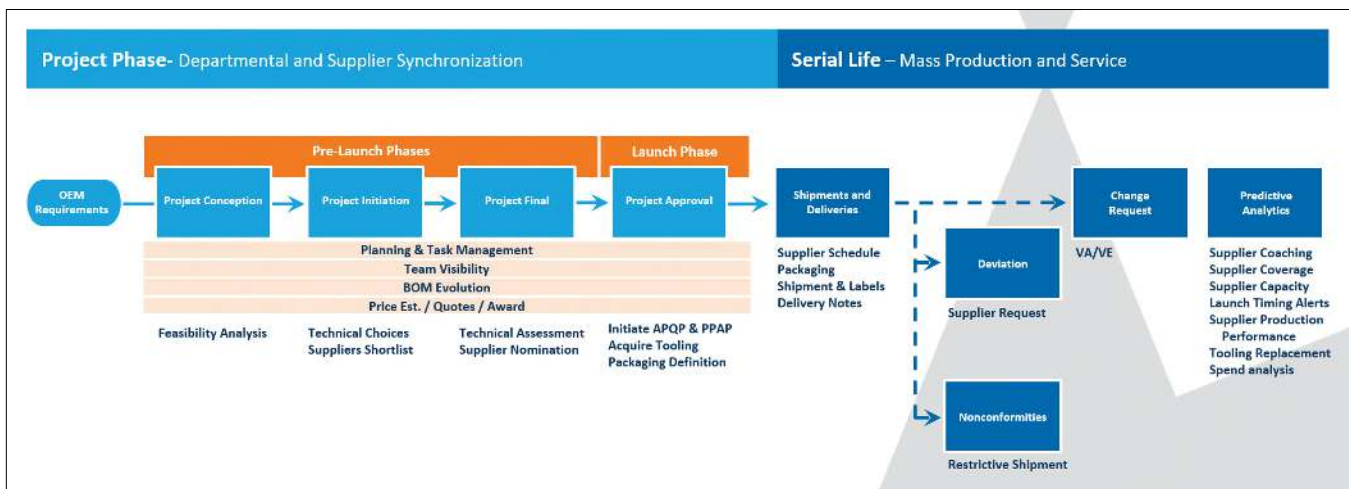 Project Phase- Departmental and Supplier Synchronization
Serial Life – Mass Production and Service
Pre-Launch Phases
Launch Phase
OEM
Requirements
Project Conception
Project Initiation
Project Final
Project Approval
Shipments and
Deliveries
Change
Request
Predictive
Analytics
Planning & Task Management
Team Visibility
BOM Evolution
Price Est. / Quotes / Award
Feasibility Analysis
Technical Choices
Suppliers Shortlist
Technical Assessment
Supplier Nomination
Initiate APQP & PPAP
Acquire Tooling
Packaging Definition
Supplier Schedule
Packaging
Shipment & Labels
Delivery Notes
Deviation
Supplier Request
Nonconformities
Restrictive Shipment
VA/VE
Supplier Coaching
Supplier Coverage
Supplier Capacity
Launch Timing Alerts
Supplier Production
Performance
Tooling Replacement
Spend analysis